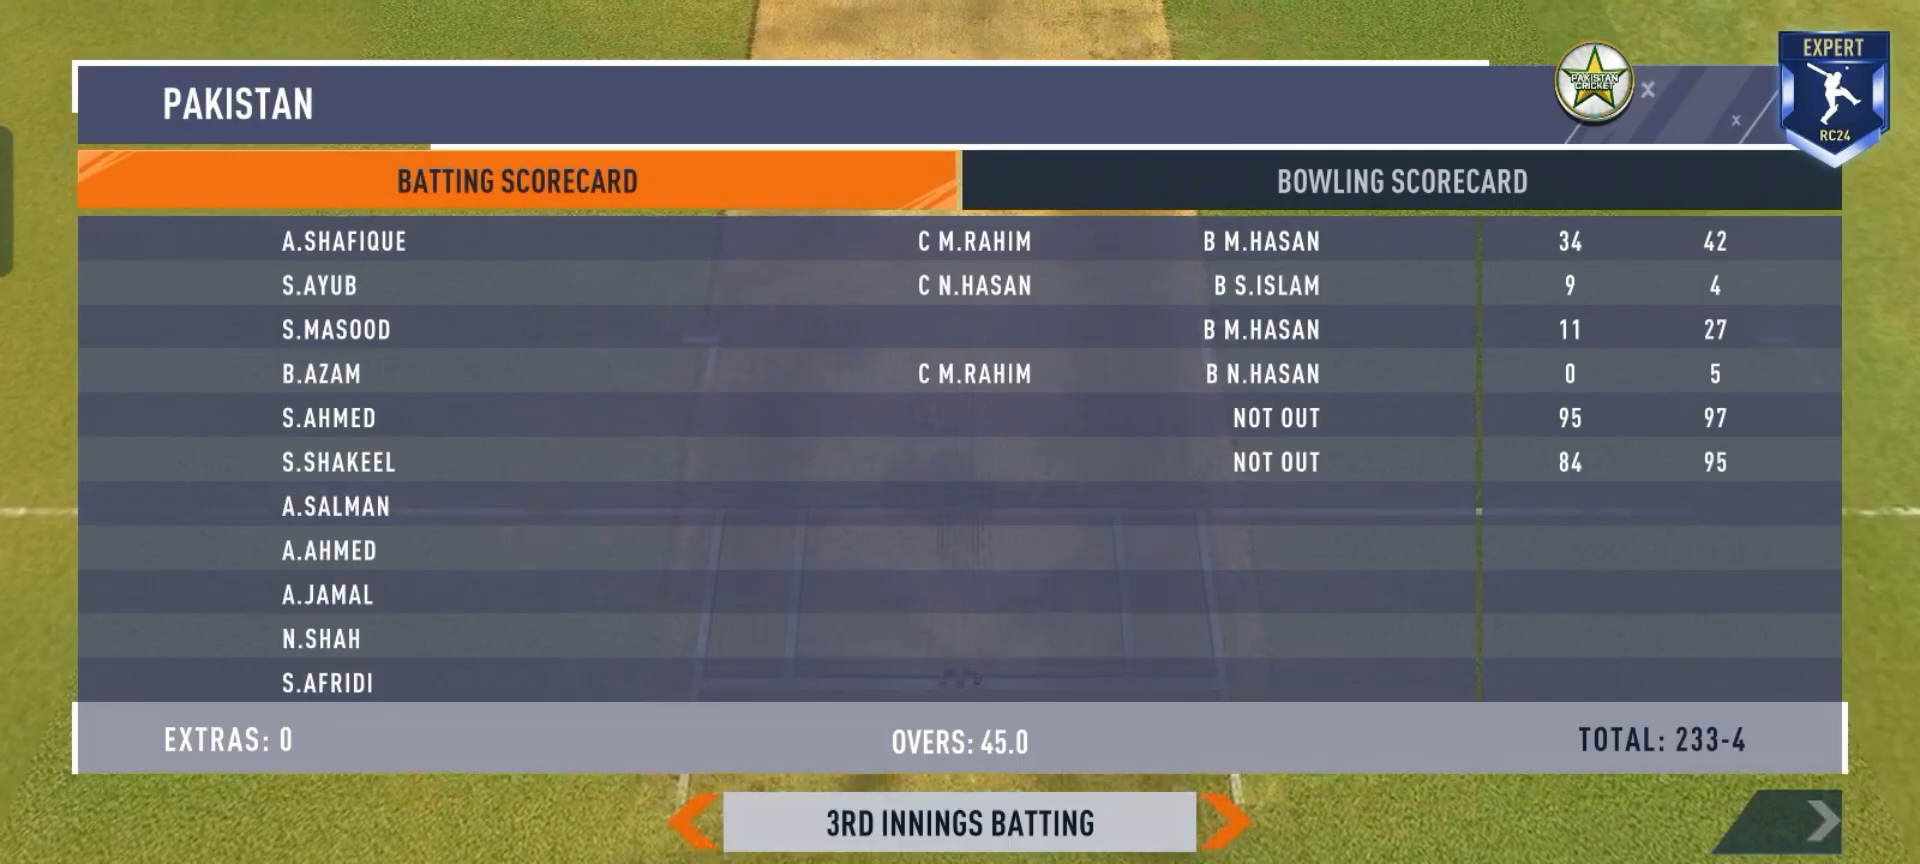 EXPERT
PAKISTAN CRICKET
PAKISTAN
RC24
BATTING SCORECARD BOWLING SCORECARD
A.SHAFIQUE C M.RAHIM B M.HASAN 34 42
S.AYUB C N.HASAN B S.ISLAM 9 4
S.MASOOD B M.HASAN 11 27
B.AZAM C M.RAHIM B N.HASAN 0 5
S.AHMED NOT OUT 95 97
S.SHAKEEL NOT OUT 84 95
A.SALMAN
A.AHMED
A.JAMAL
N.SHAH
S.AFRIDI
EXTRAS: 0 OVERS: 45.0 TOTAL: 233-4
3RD INNINGS BATTING